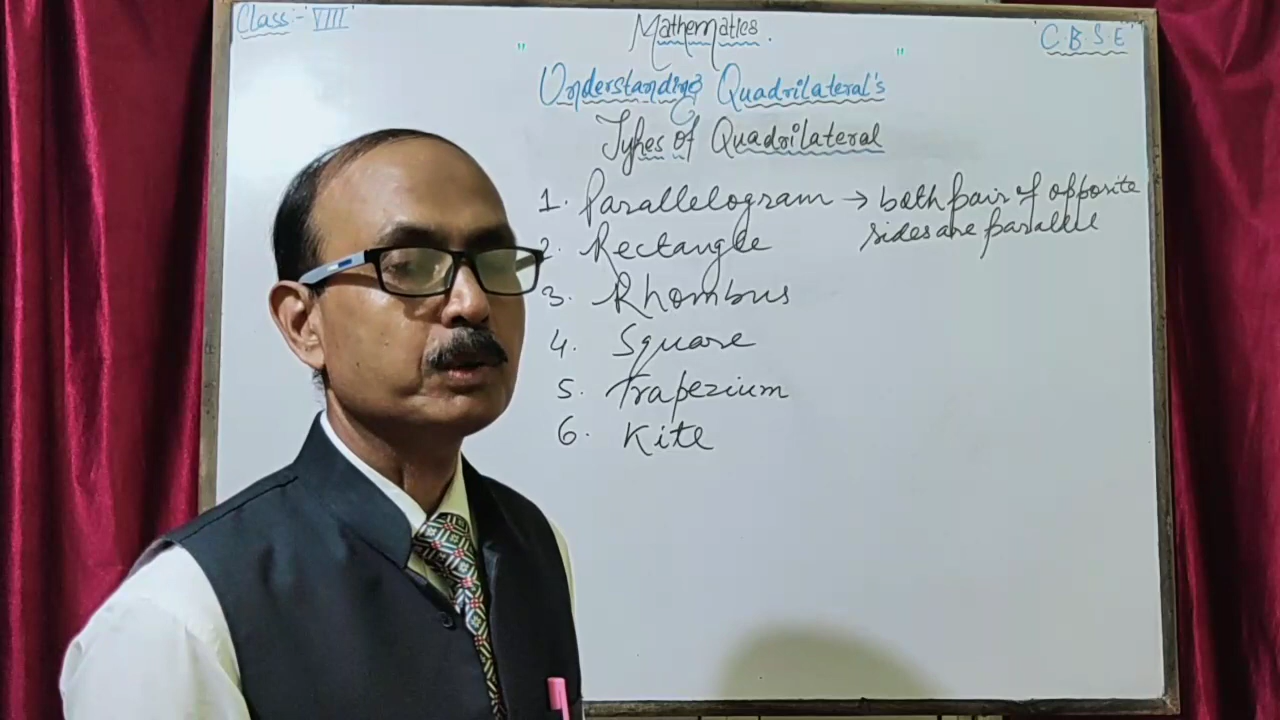 Class:- 'VIII'
Mathematics.
' C.B.S.E '
" Understanding Quadrilateral's "
Types of Quadrilateral
1. Parallelogram → both pair of opposite
sides are parallel
2. Rectangle
3. Rhombus
4. Square
5. Trapezium
6. Kite